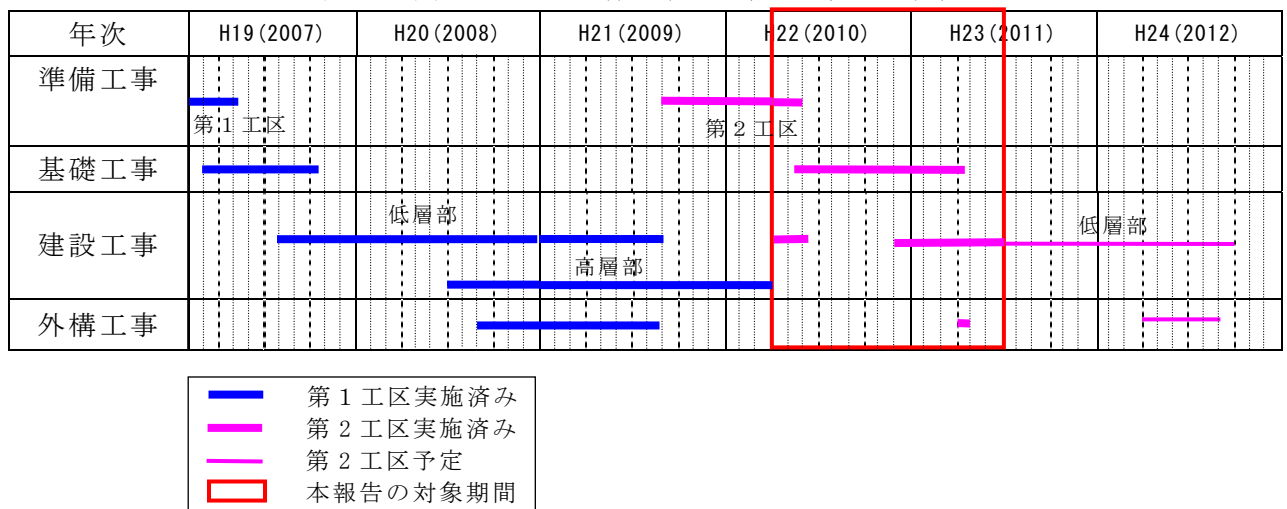 年次 H19(2007) H20(2008) H21(2009) H22(2010) H23(2011) H24(2012)
準備工事
第1工区 第2工区
基礎工事
低層部 低層部
建設工事
高層部
外構工事
第1工区実施済み
第2工区実施済み
第2工区予定
本報告の対象期間